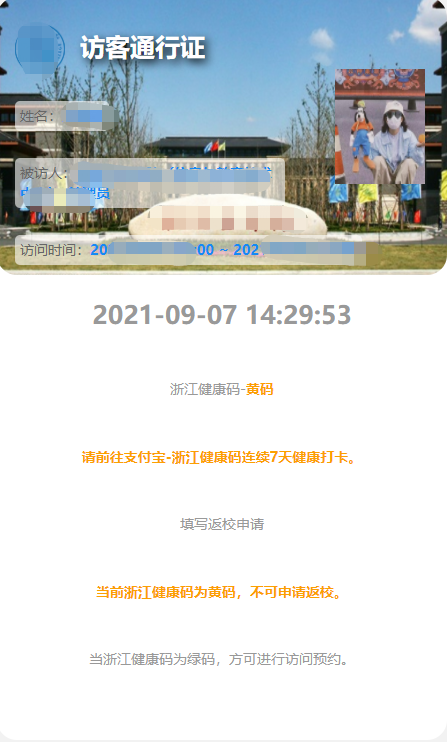 访客通行证
姓名：
被访人：
访问时间：20 00 ~ 202
2021-09-07 14:29:53
浙江健康码-黄码
请前往支付宝-浙江健康码连续7天健康打卡。
填写返校申请
当前浙江健康码为黄码，不可申请返校。
当浙江健康码为绿码，方可进行访问预约。